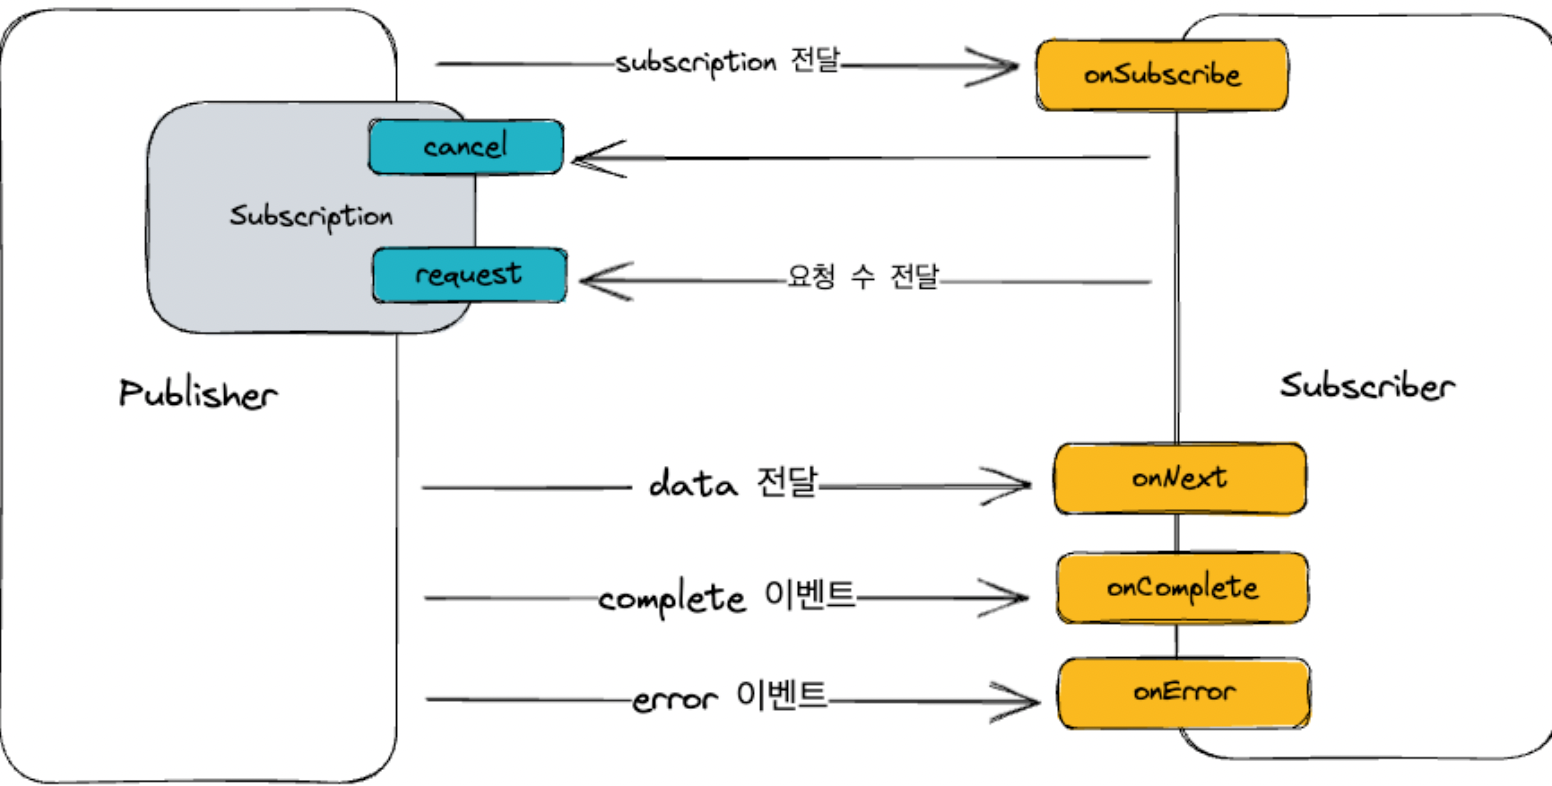 subscription 전달
onSubscribe
cancel
Subscription
request
요청 수 전달
Publisher
Subscriber
data 전달
onNext
complete 이벤트
onComplete
error 이벤트
onError